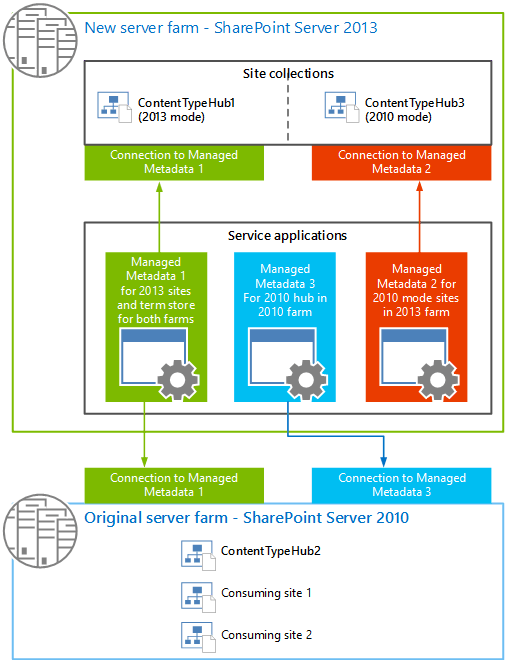 New server farm - SharePoint Server 2013
Site collections
ContentTypeHub1
(2013 mode)
ContentTypeHub3
(2010 mode)
Connection to Managed
Metadata 1
Connection to Managed
Metadata 2
Service applications
Managed
Metadata 1
for 2013 sites
and term store
for both farms
Managed
Metadata 3
For 2010 hub in
2010 farm
Managed
Metadata 2 for
2010 mode sites
in 2013 farm
Connection to Managed
Metadata 1
Connection to Managed
Metadata 3
Original server farm - SharePoint Server 2010
ContentTypeHub2
Consuming site 1
Consuming site 2